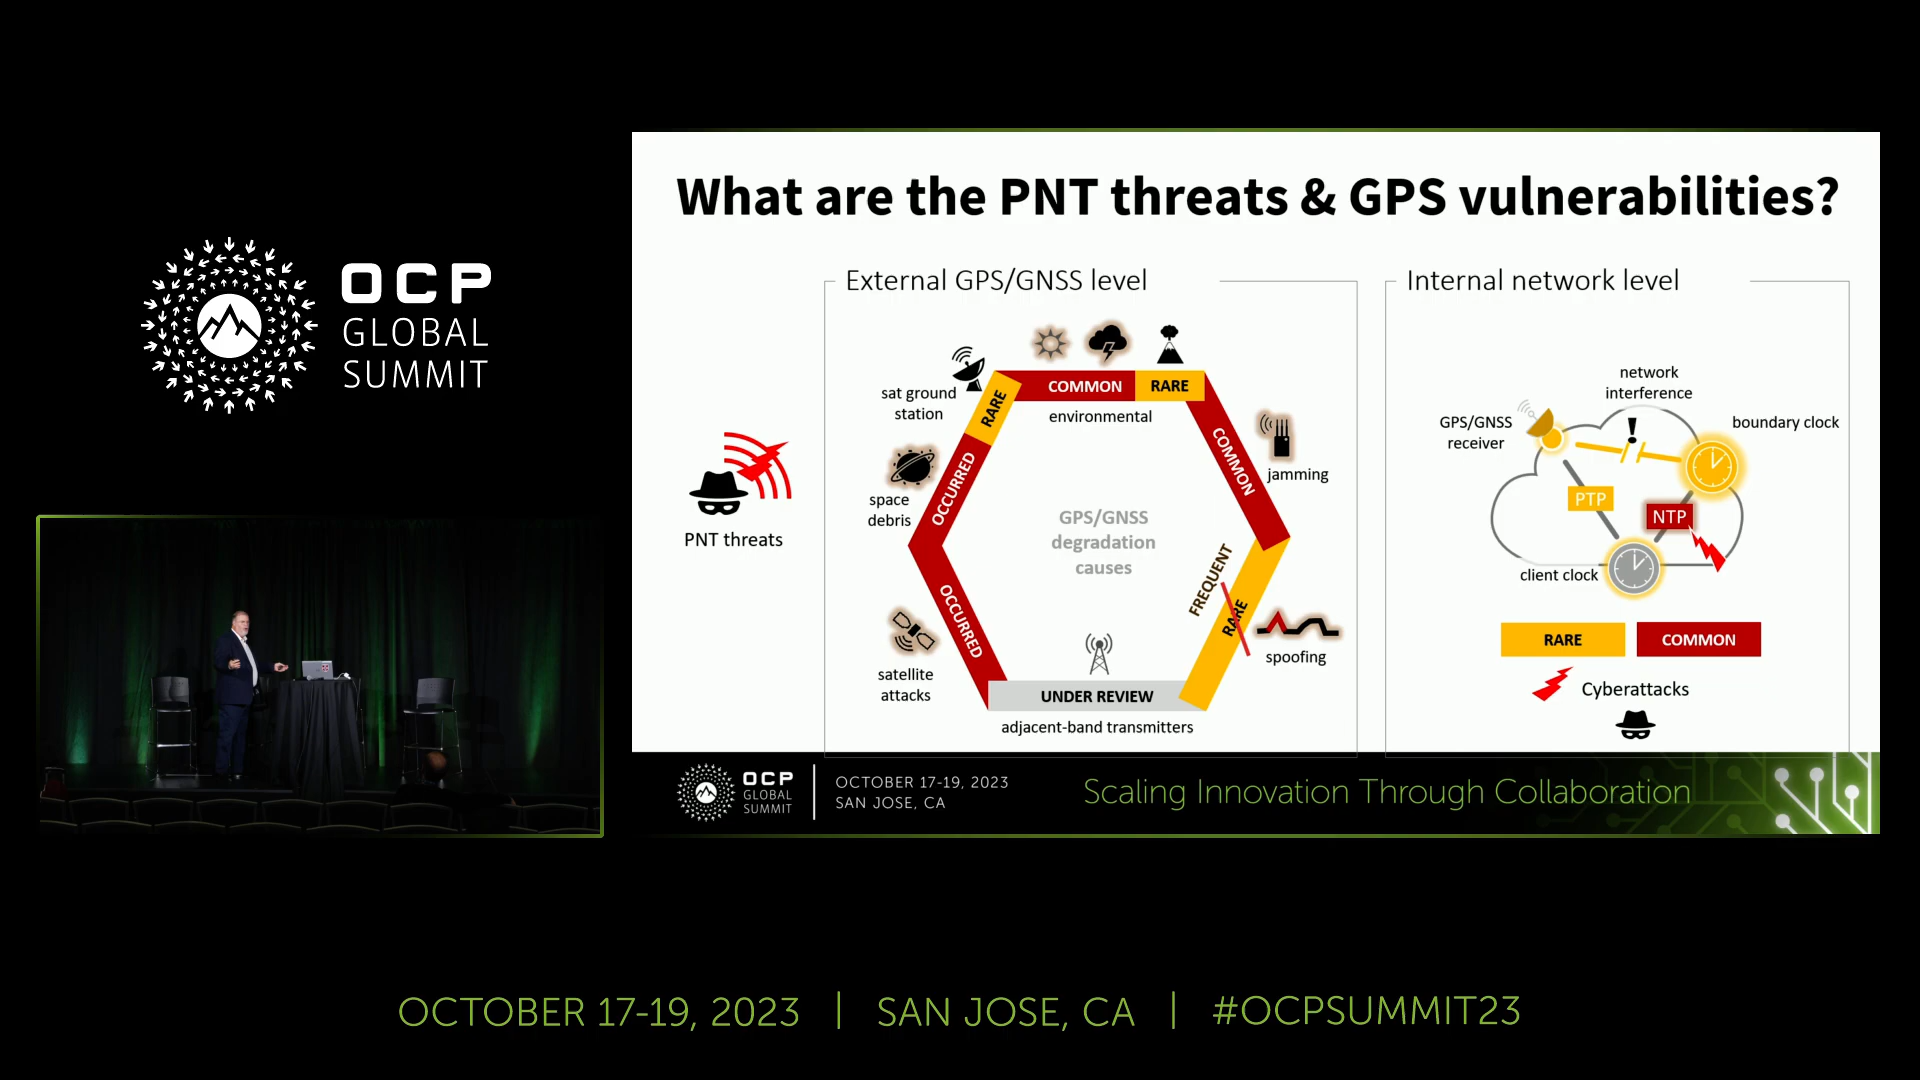 OCP
GLOBAL
SUMMIT
What are the PNT threats & GPS vulnerabilities?
External GPS/GNSS level
sat ground
station
RARE
COMMON
RARE
environmental
OCCURRED
space
debris
COMMON
jamming
PNT threats
GPS/GNSS
degradation
causes
OCCURRED
satellite
attacks
FREQUENT
RARE
spoofing
UNDER REVIEW
adjacent-band transmitters
Internal network level
network
interference
GPS/GNSS
receiver
boundary clock
PTP
NTP
client clock
RARE
COMMON
Cyberattacks
OCP
GLOBAL
SUMMIT
OCTOBER 17-19, 2023
SAN JOSE, CA
Scaling Innovation Through Collaboration
OCTOBER 17-19, 2023 | SAN JOSE, CA | #OCPSUMMIT23